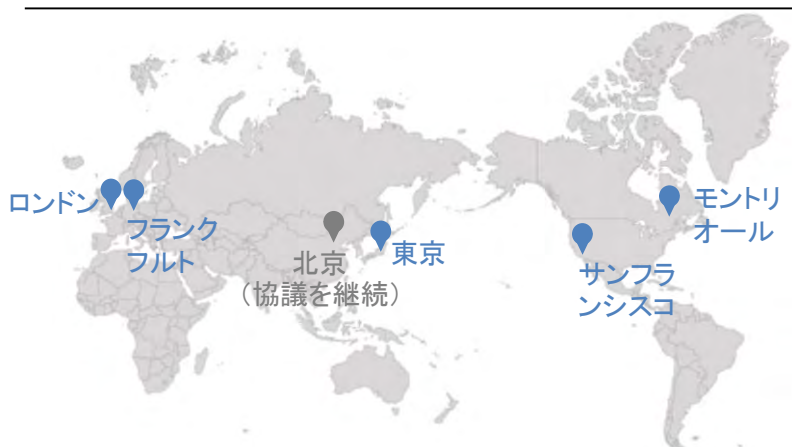 ロンドン
フランク
フルト
北京
（協議を継続）
東京
サンフラ
ンシスコ
モントリ
オール